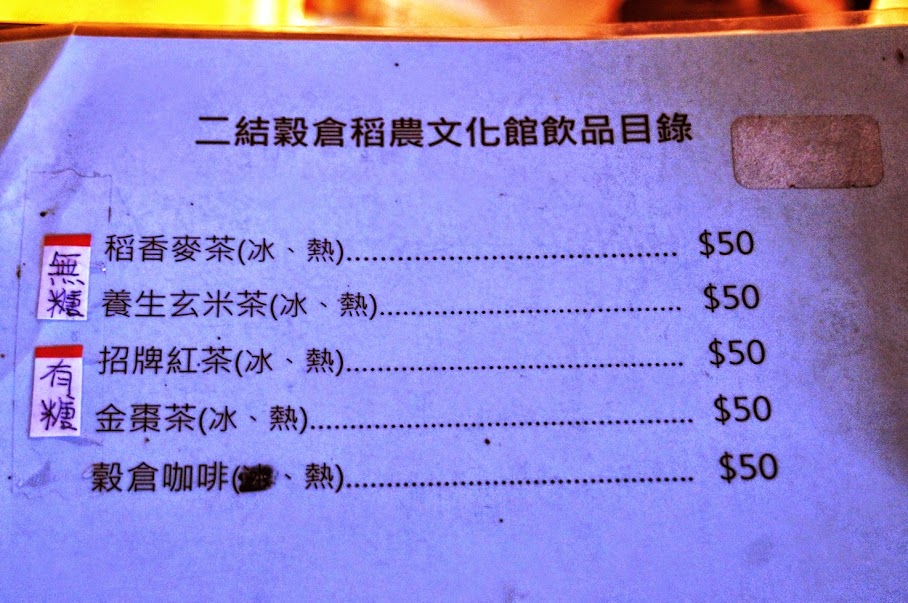 二結穀倉稻農文化館飲品目錄
無糖
稻香麥茶(冰、熱)........................................ $50
養生玄米茶(冰、熱)..................................... $50
有糖
招牌紅茶(冰、熱)......................................... $50
金棗茶(冰、熱).............................................. $50
穀倉咖啡(、熱).......................................... $50